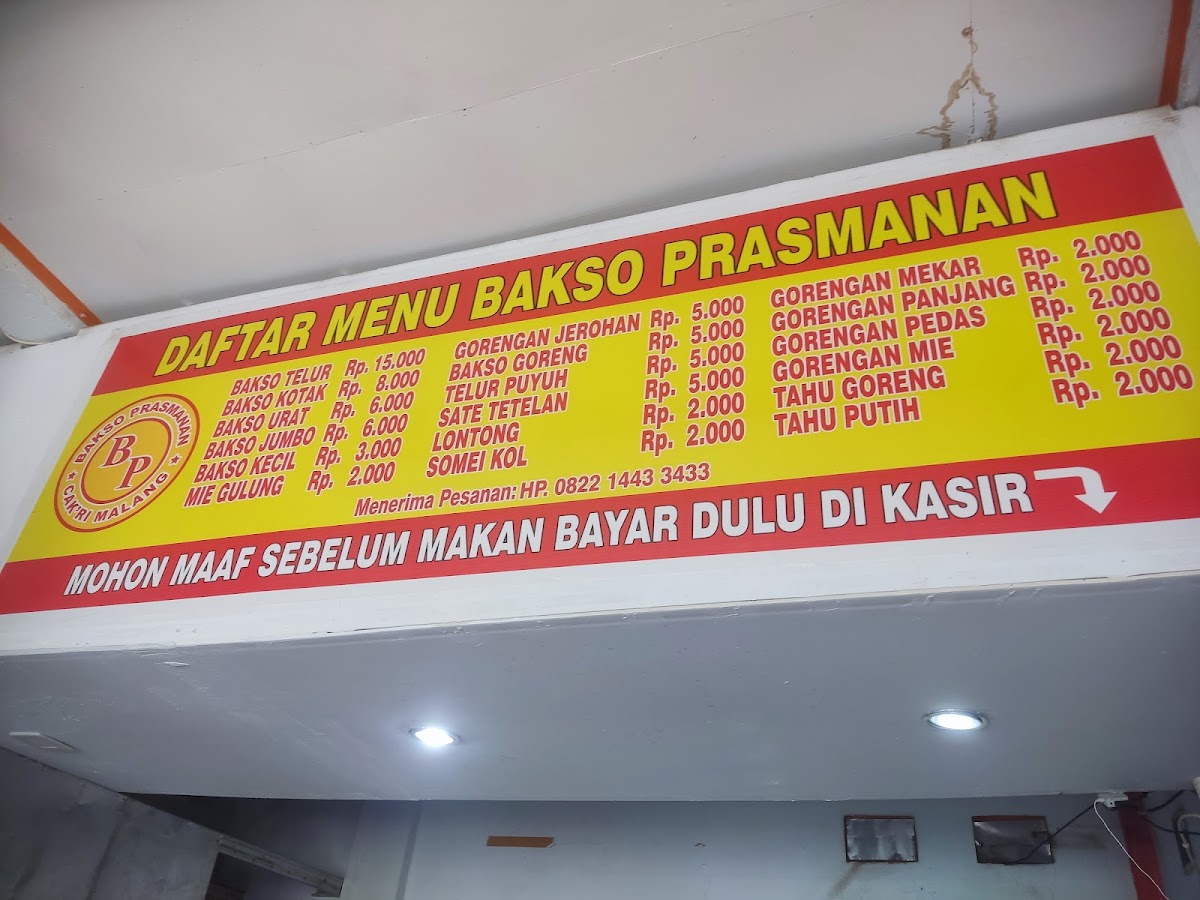 DAFTAR MENU BAKSO PRASMANAN
BAKSO PRASMANAN
BP
CAK'RI MALANG
BAKSO TELUR Rp. 15.000
BAKSO KOTAK Rp. 8.000
BAKSO URAT Rp. 6.000
BAKSO JUMBO Rp. 6.000
BAKSO KECIL Rp. 3.000
MIE GULUNG Rp. 2.000
GORENGAN JEROHAN Rp. 5.000
BAKSO GORENG Rp. 5.000
TELUR PUYUH Rp. 5.000
SATE TETELAN Rp. 5.000
LONTONG Rp. 2.000
SOMEI KOL Rp. 2.000
GORENGAN MEKAR Rp. 2.000
GORENGAN PANJANG Rp. 2.000
GORENGAN PEDAS Rp. 2.000
GORENGAN MIE Rp. 2.000
TAHU GORENG Rp. 2.000
TAHU PUTIH Rp. 2.000
Menerima Pesanan: HP. 0822 1443 3433
MOHON MAAF SEBELUM MAKAN BAYAR DULU DI KASIR